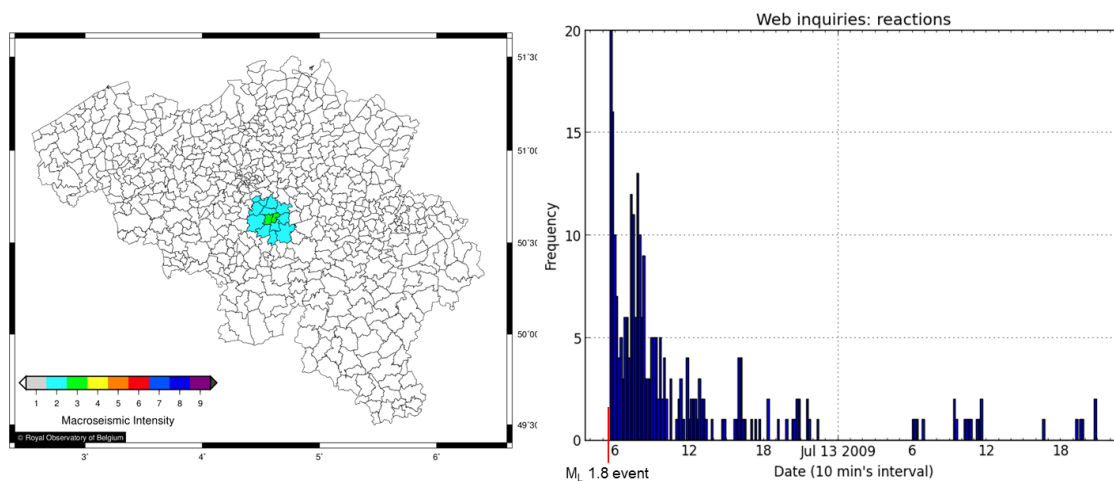 51˚30'
51˚00'
50˚30'
50˚00'
49˚30'
1 2 3 4 5 6 7 8 9
Macroseismic Intensity
© Royal Observatory of Belgium
3˚ 4˚ 5˚ 6˚
Web inquiries: reactions
20
15
10
5
0
Frequency
6 12 18 Jul 13 2009 6 12 18
Date (10 min's interval)
M_L 1.8 event